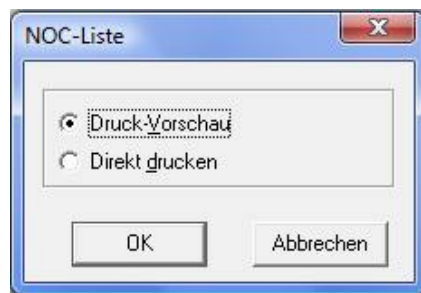 NOC-Liste
Druck-Vorschau
Direkt drucken
OK
Abbrechen